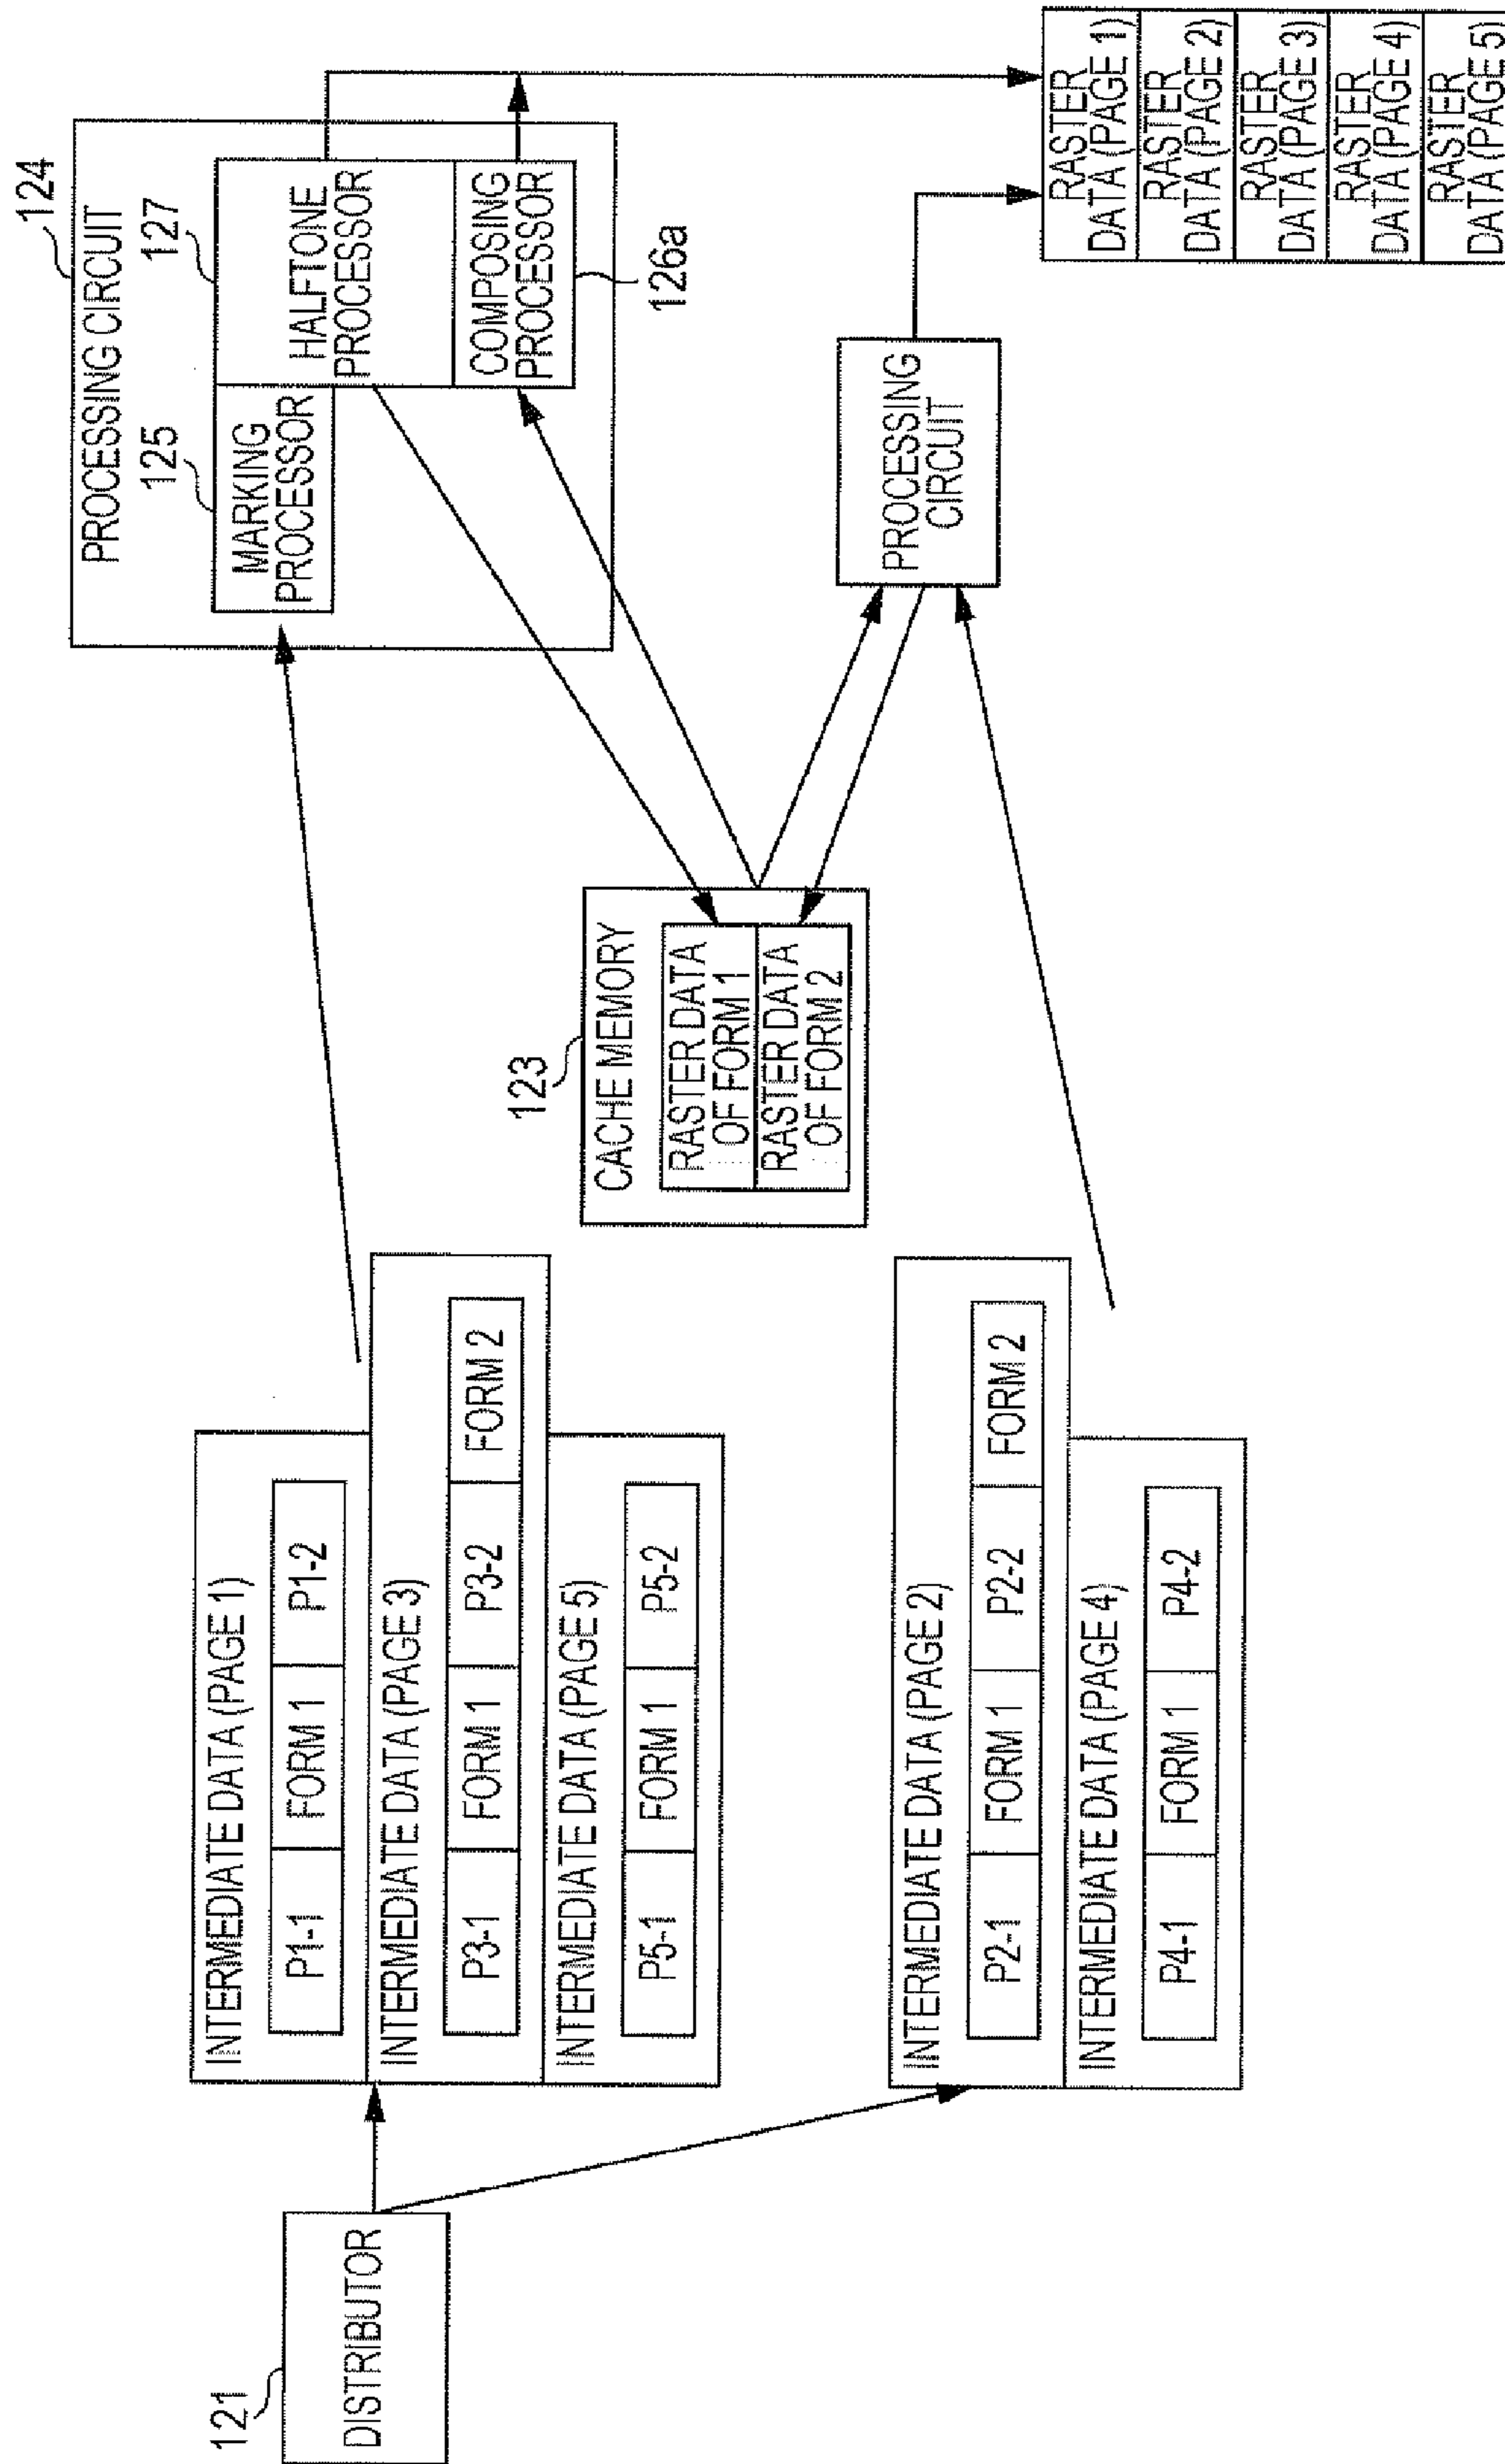 121
DISTRIBUTOR
INTERMEDIATE DATA (PAGE 1)
P1-1
FORM 1
P1-2
INTERMEDIATE DATA (PAGE 3)
P3-1
FORM 1
P3-2
FORM 2
INTERMEDIATE DATA (PAGE 5)
P5-1
FORM 1
P5-2
INTERMEDIATE DATA (PAGE 2)
P2-1
FORM 1
P2-2
FORM 2
INTERMEDIATE DATA (PAGE 4)
P4-1
FORM 1
P4-2
123
CACHE MEMORY
RASTER DATA
OF FORM 1
RASTER DATA
OF FORM 2
124
PROCESSING CIRCUIT
125
MARKING
PROCESSOR
127
HALFTONE
PROCESSOR
COMPOSING
PROCESSOR
126a
PROCESSING
CIRCUIT
RASTER
DATA (PAGE 1)
RASTER
DATA (PAGE 2)
RASTER
DATA (PAGE 3)
RASTER
DATA (PAGE 4)
RASTER
DATA (PAGE 5)